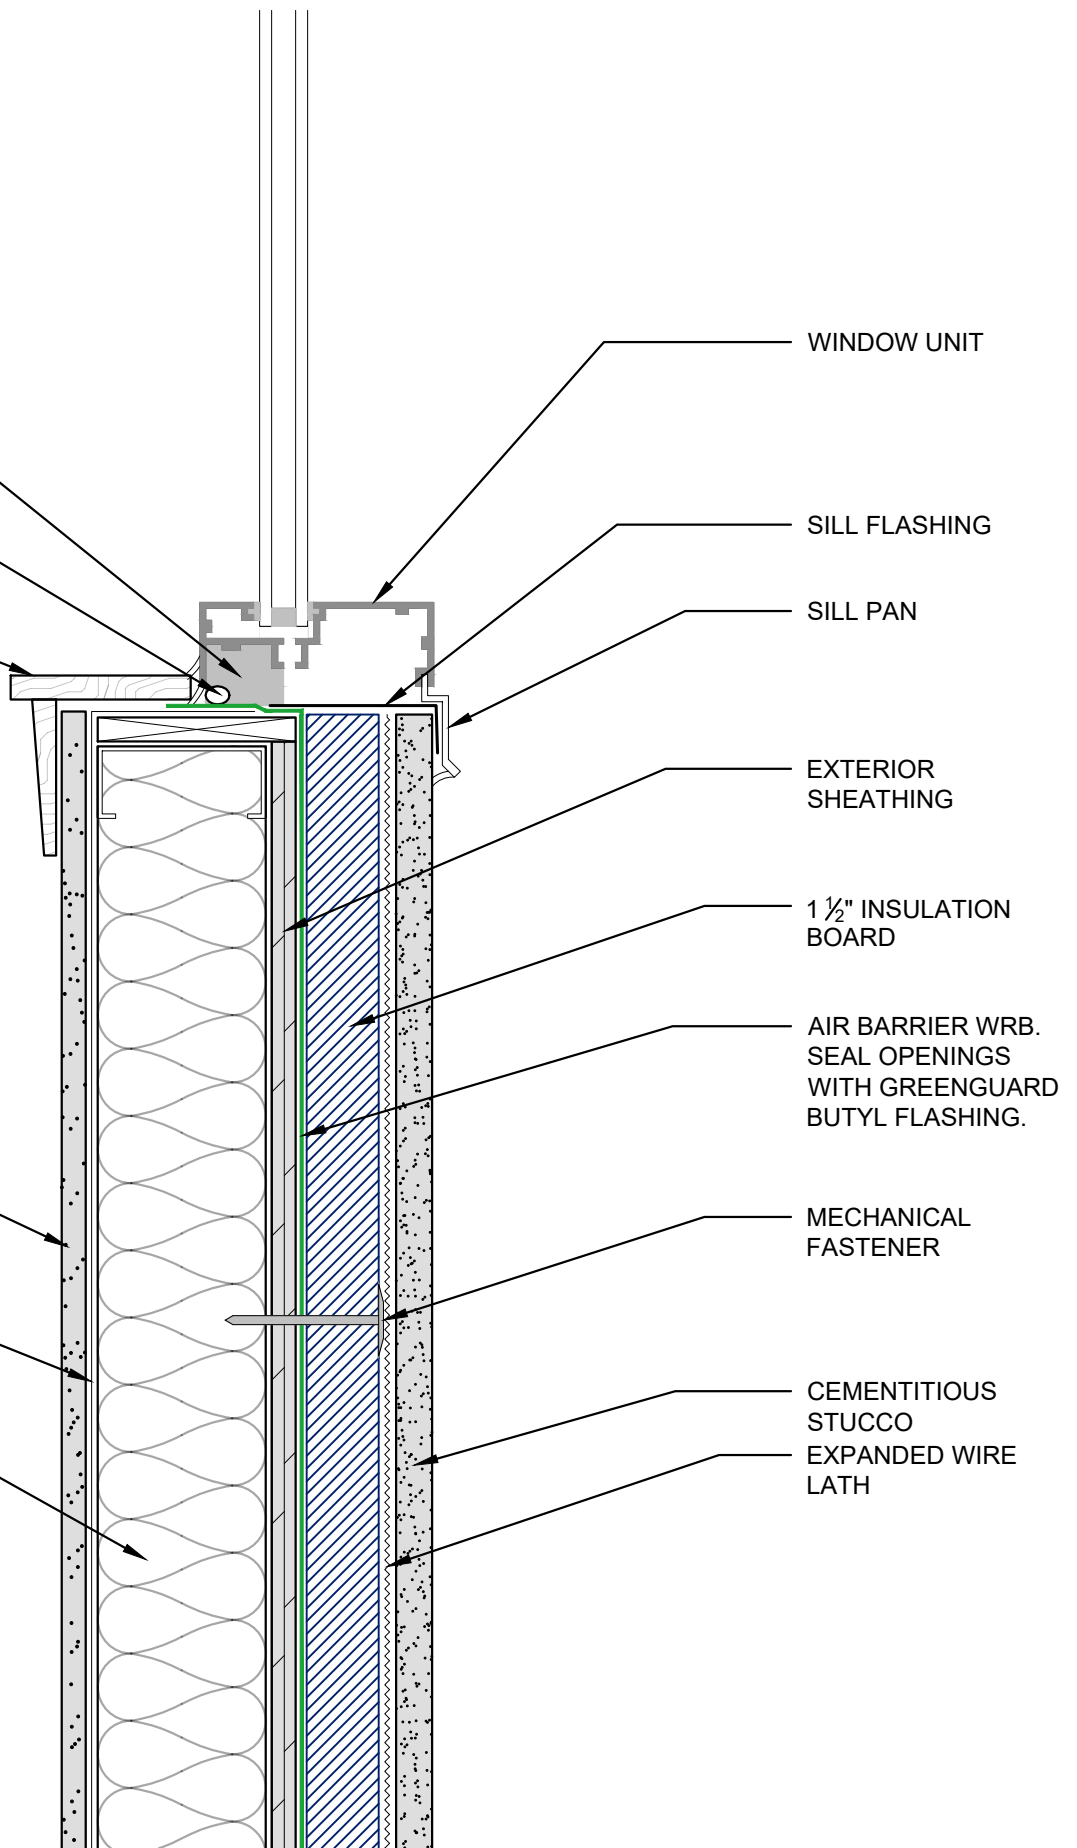 WINDOW UNIT
SILL FLASHING
SILL PAN
EXTERIOR
SHEATHING
1 ½" INSULATION
BOARD
AIR BARRIER WRB.
SEAL OPENINGS
WITH GREENGUARD
BUTYL FLASHING.
MECHANICAL
FASTENER
CEMENTITIOUS
STUCCO
EXPANDED WIRE
LATH